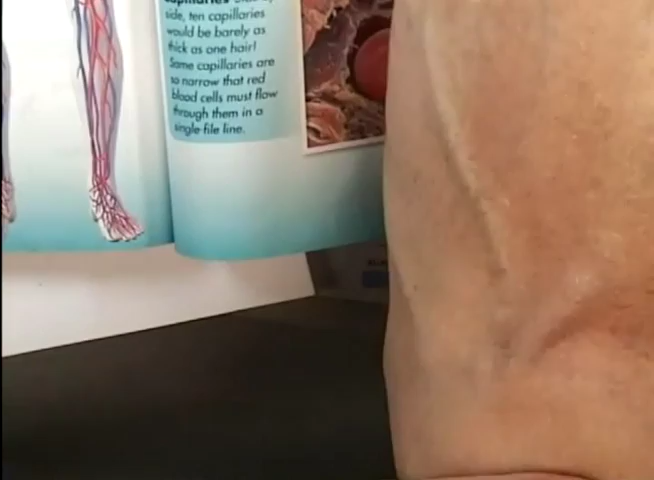 side, ten capillaries
would be barely as
thick as one hair!
Some capillaries are
so narrow that red
blood cells must flow
through them in a
single-file line.